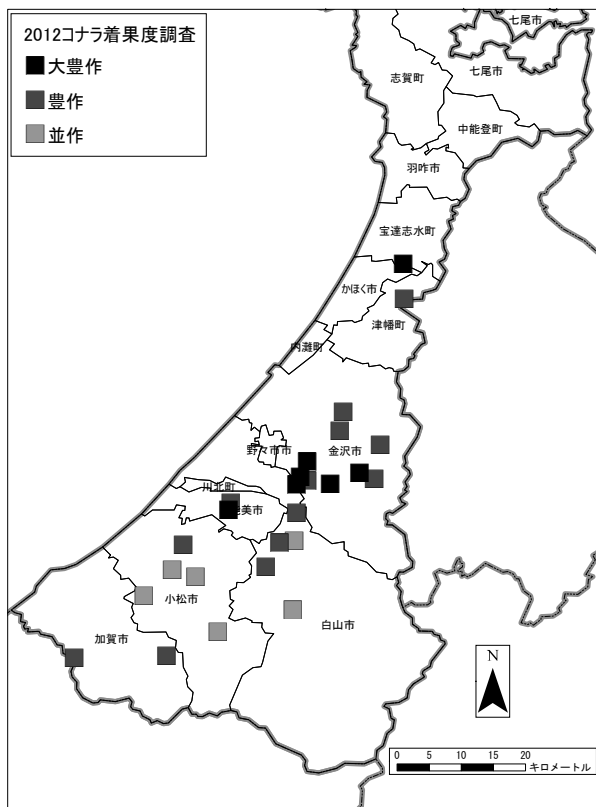 2012コナラ着果度調査
大豊作
豊作
並作
七尾市
七尾市
志賀町
中能登町
羽咋市
宝達志水町
かほく市
津幡町
内灘町
野々市市
金沢市
川北町
美市
小松市
白山市
加賀市
N
0 5 10 15 20
キロメートル